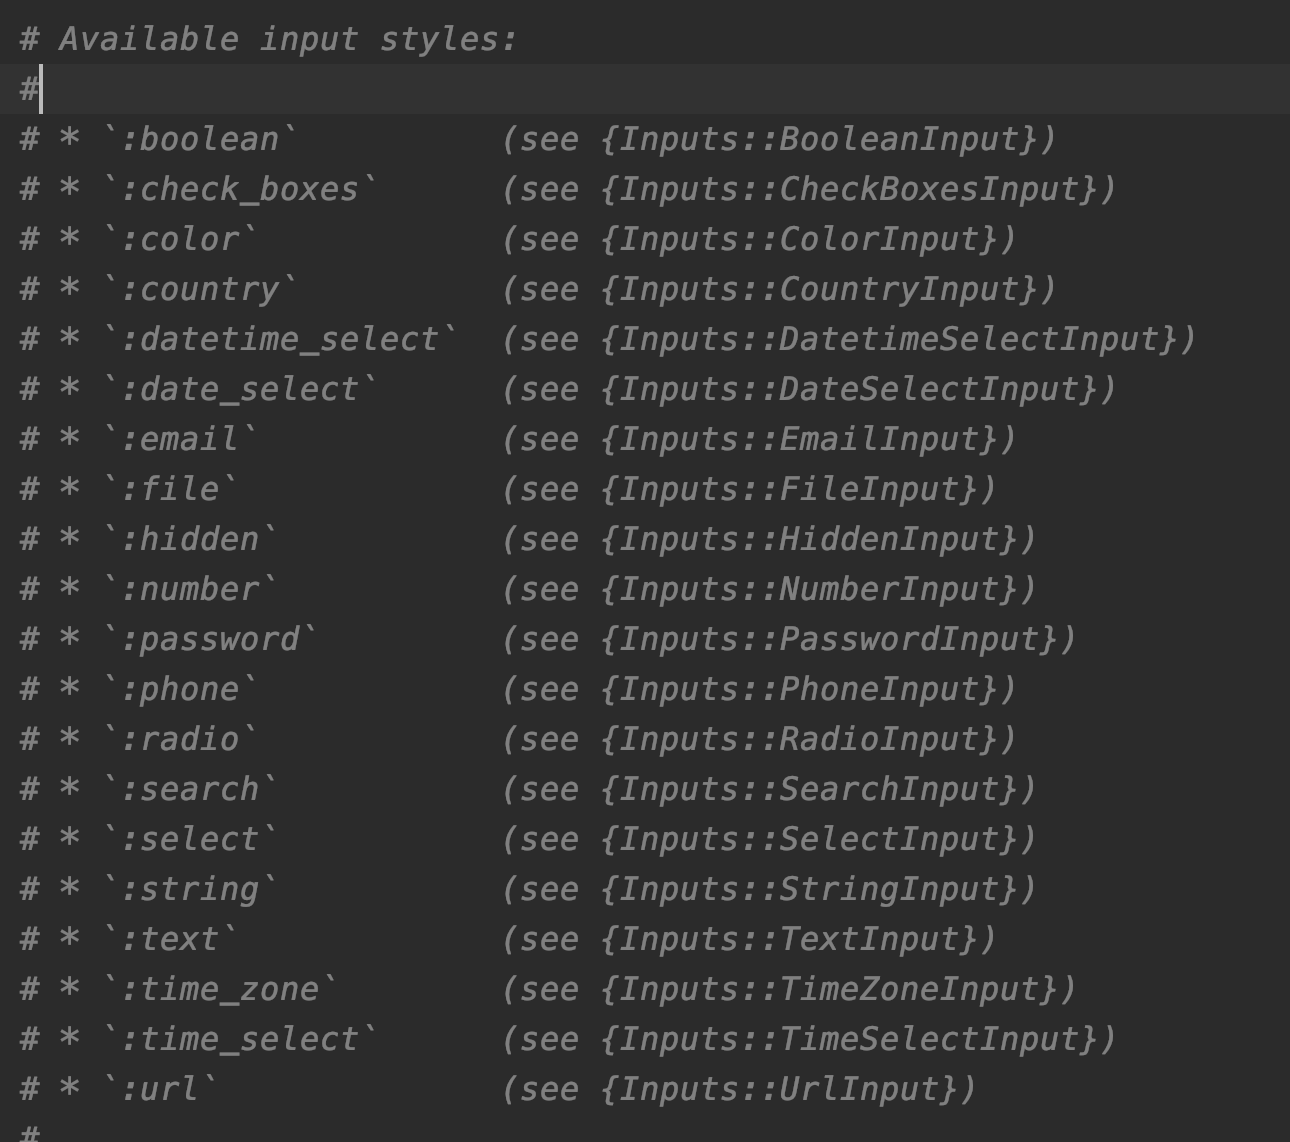 # Available input styles:
#
# * `:boolean`         (see {Inputs::BooleanInput})
# * `:check_boxes`     (see {Inputs::CheckBoxesInput})
# * `:color`           (see {Inputs::ColorInput})
# * `:country`         (see {Inputs::CountryInput})
# * `:datetime_select` (see {Inputs::DatetimeSelectInput})
# * `:date_select`     (see {Inputs::DateSelectInput})
# * `:email`           (see {Inputs::EmailInput})
# * `:file`            (see {Inputs::FileInput})
# * `:hidden`          (see {Inputs::HiddenInput})
# * `:number`          (see {Inputs::NumberInput})
# * `:password`        (see {Inputs::PasswordInput})
# * `:phone`           (see {Inputs::PhoneInput})
# * `:radio`           (see {Inputs::RadioInput})
# * `:search`          (see {Inputs::SearchInput})
# * `:select`          (see {Inputs::SelectInput})
# * `:string`          (see {Inputs::StringInput})
# * `:text`            (see {Inputs::TextInput})
# * `:time_zone`       (see {Inputs::TimeZoneInput})
# * `:time_select`     (see {Inputs::TimeSelectInput})
# * `:url`             (see {Inputs::UrlInput})
#